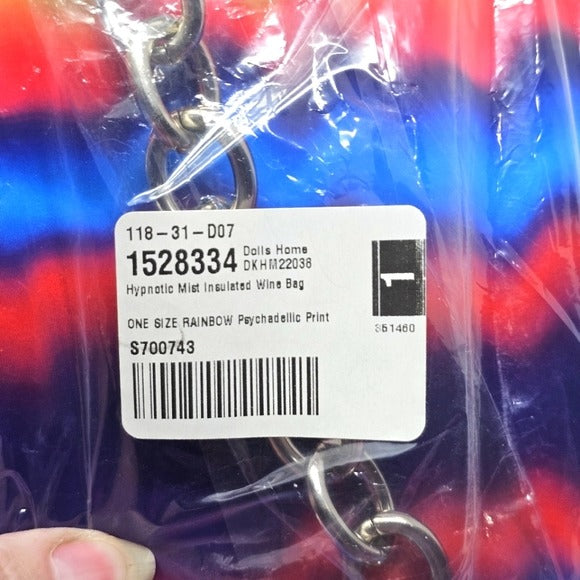 118-31-D07
1528334 Dolls Home
DKHM22038
Hypnotic Mist Insulated Wine Bag
1
ONE SIZE RAINBOW Psychadellic Print
351460
S700743